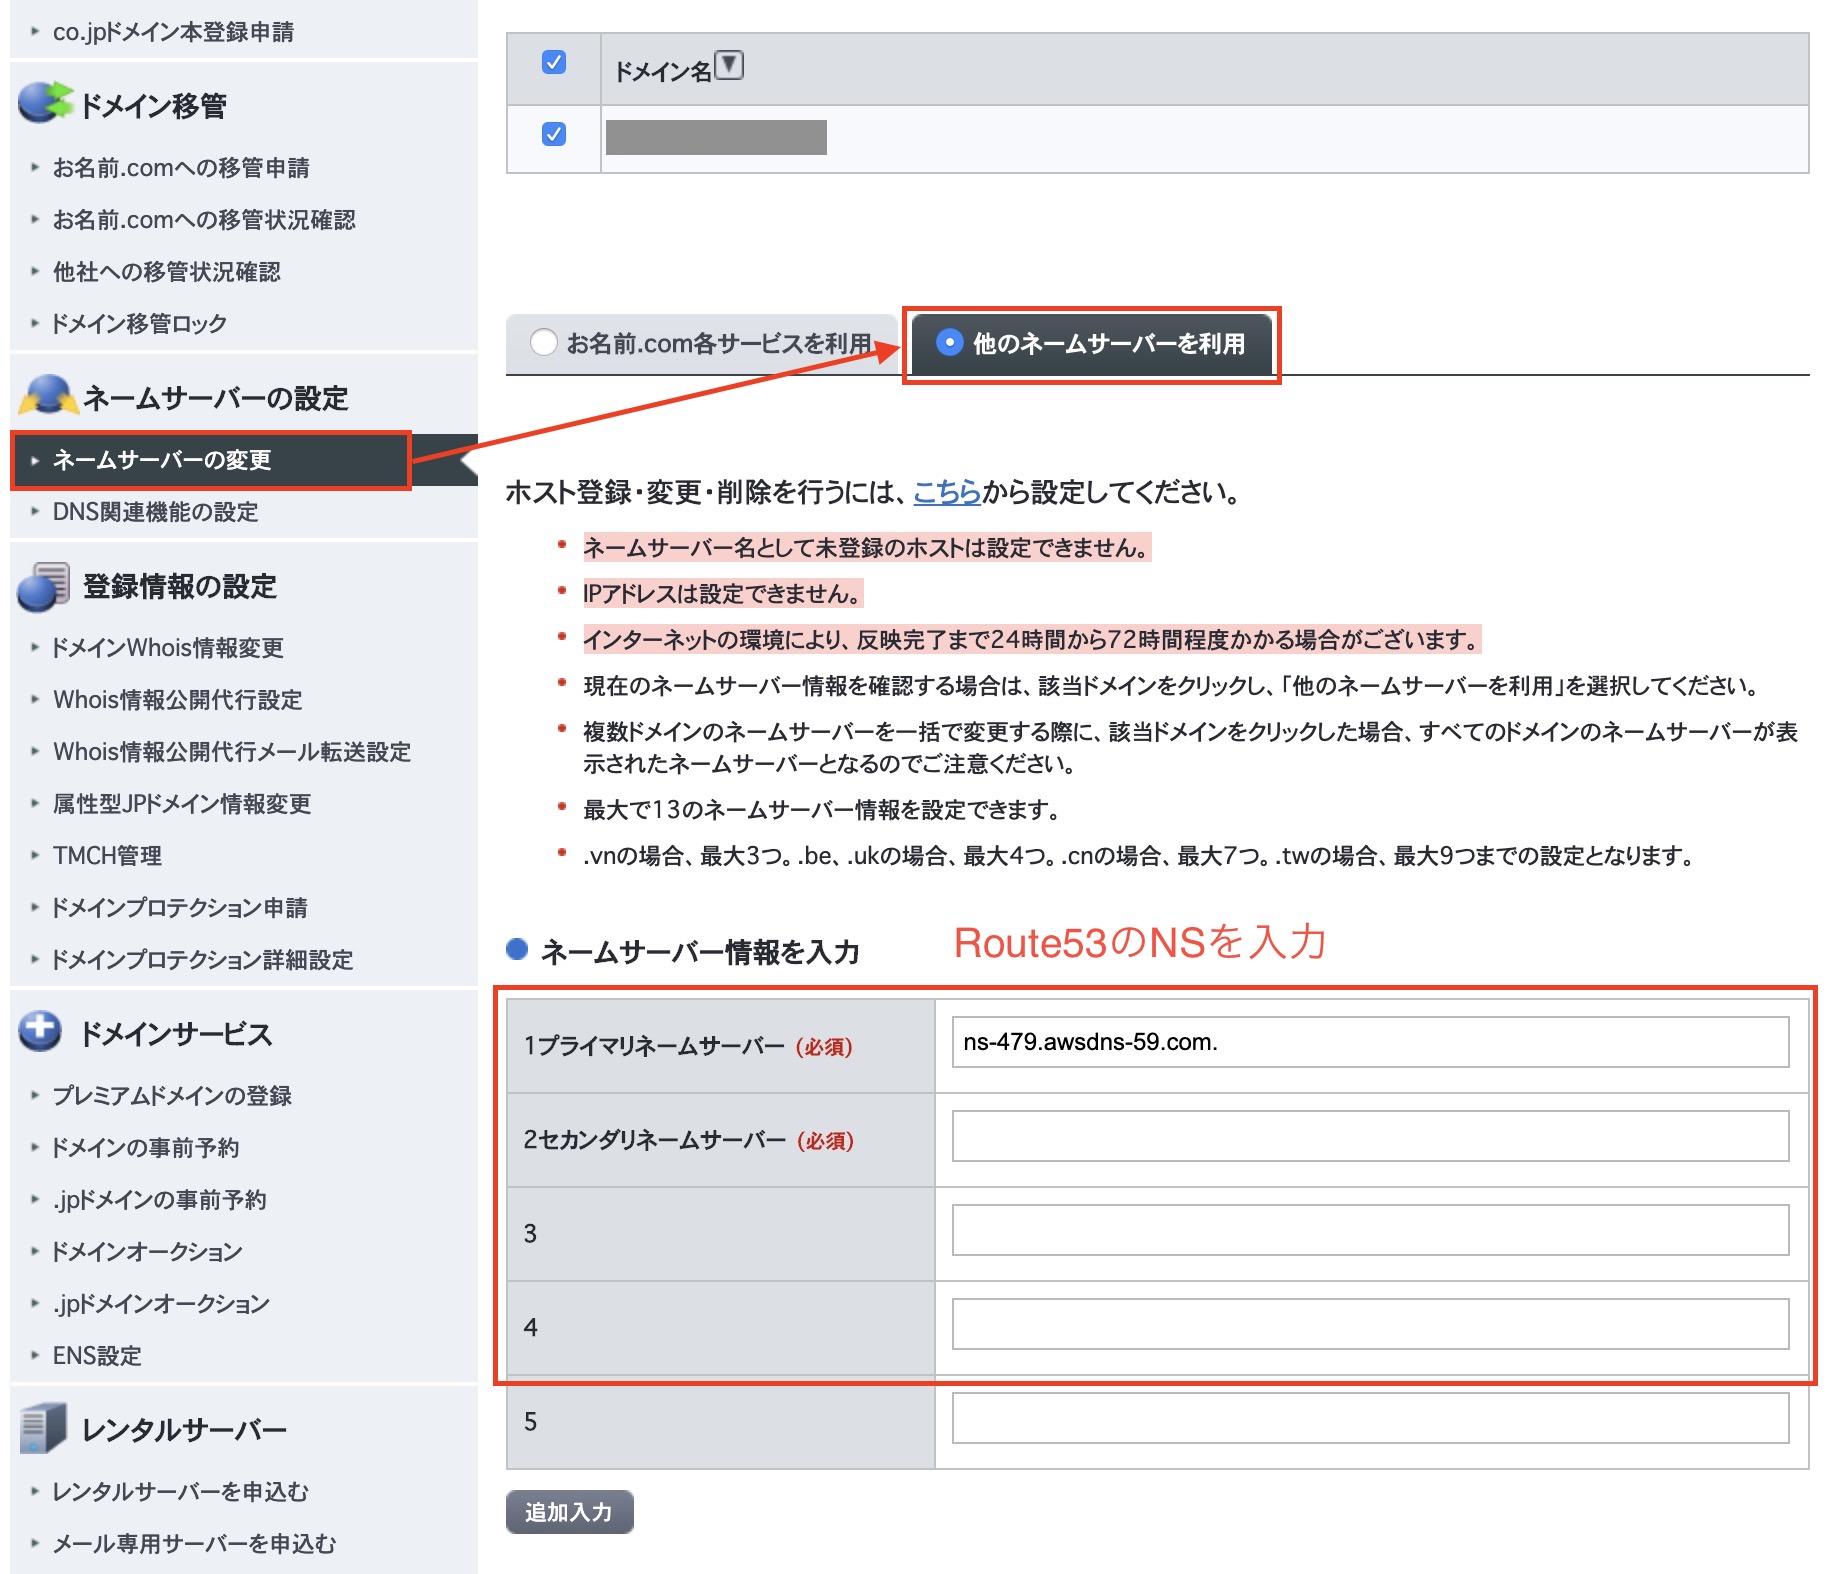 co.jpドメイン本登録申請
ドメイン移管
お名前.comへの移管申請
お名前.comへの移管状況確認
他社への移管状況確認
ドメイン移管ロック
ネームサーバーの設定
ネームサーバーの変更
DNS関連機能の設定
登録情報の設定
ドメインWhois情報変更
Whois情報公開代行設定
Whois情報公開代行メール転送設定
属性型JPドメイン情報変更
TMCH管理
ドメインプロテクション申請
ドメインプロテクション詳細設定
ドメインサービス
プレミアムドメインの登録
ドメインの事前予約
.jpドメインの事前予約
ドメインオークション
.jpドメインオークション
ENS設定
レンタルサーバー
レンタルサーバーを申込む
メール専用サーバーを申込む
ドメイン名
お名前.com各サービスを利用
他のネームサーバーを利用
ホスト登録・変更・削除を行うには、こちらから設定してください。
ネームサーバー名として未登録のホストは設定できません。
IPアドレスは設定できません。
インターネットの環境により、反映完了まで24時間から72時間程度かかる場合がございます。
現在のネームサーバー情報を確認する場合は、該当ドメインをクリックし、「他のネームサーバーを利用」を選択してください。
複数ドメインのネームサーバーを一括で変更する際に、該当ドメインをクリックした場合、すべてのドメインのネームサーバーが表
示されたネームサーバーとなるのでご注意ください。
最大で13のネームサーバー情報を設定できます。
.vnの場合、最大3つ。.be、.ukの場合、最大4つ。.cnの場合、最大7つ。.twの場合、最大9つまでの設定となります。
ネームサーバー情報を入力
Route53のNSを入力
1プライマリネームサーバー (必須)
ns-479.awsdns-59.com.
2セカンダリネームサーバー (必須)
3
4
5
追加入力